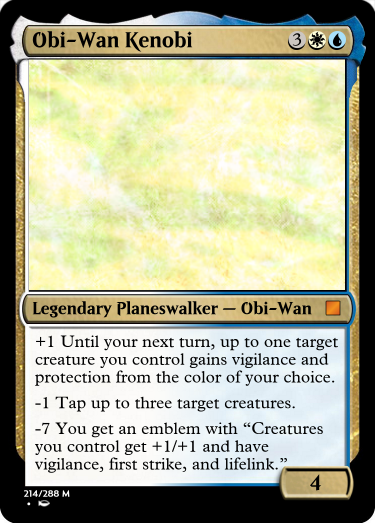 Obi-Wan Kenobi 3
Legendary Planeswalker — Obi-Wan
+1 Until your next turn, up to one target
creature you control gains vigilance and
protection from the color of your choice.
-1 Tap up to three target creatures.
-7 You get an emblem with “Creatures
you control get +1/+1 and have
vigilance, first strike, and lifelink.”
4
214/288 M